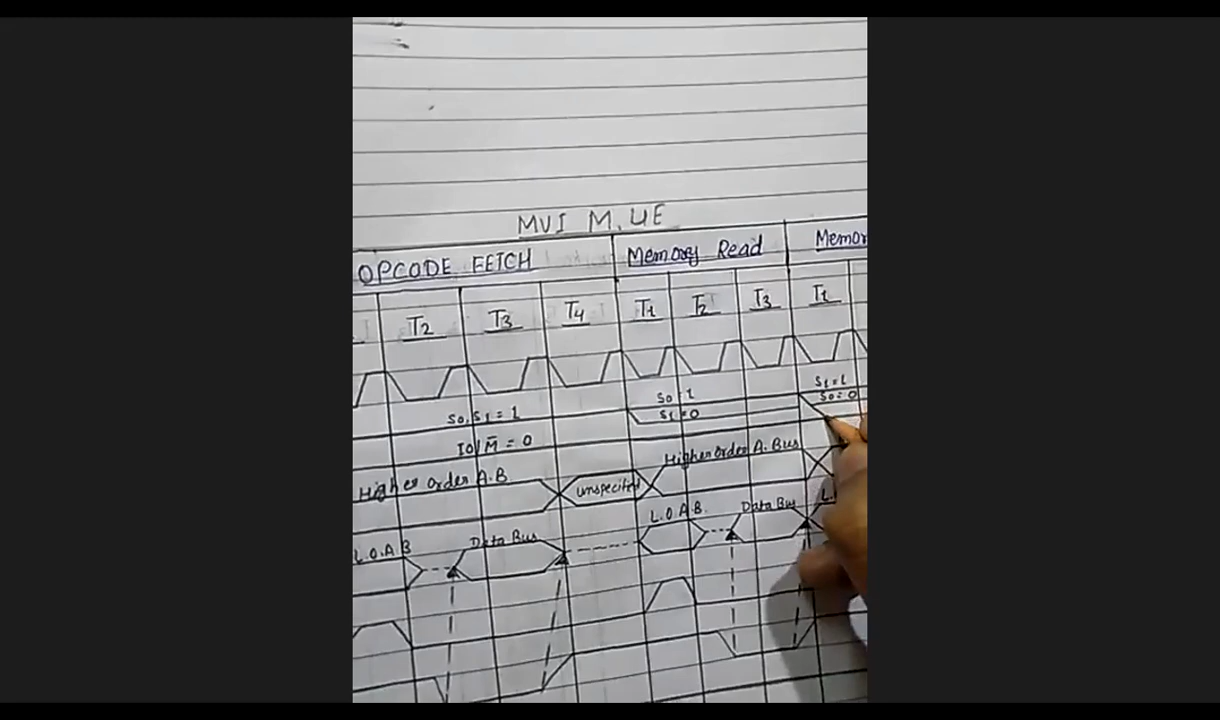 MVI M, 4E
OPCODE FETCH Memory Read Memor
T2 T3 T4 T1 T2 T3 T1
S0, S1 = 1 S0 = 1 S1 = 1
S1 = 0 S0 = 0
IO/M̅ = 0
Higher order A.B unspecified Higher order A. Bus
L.O.A.B Data Bus L.O.A.B. Data Bus